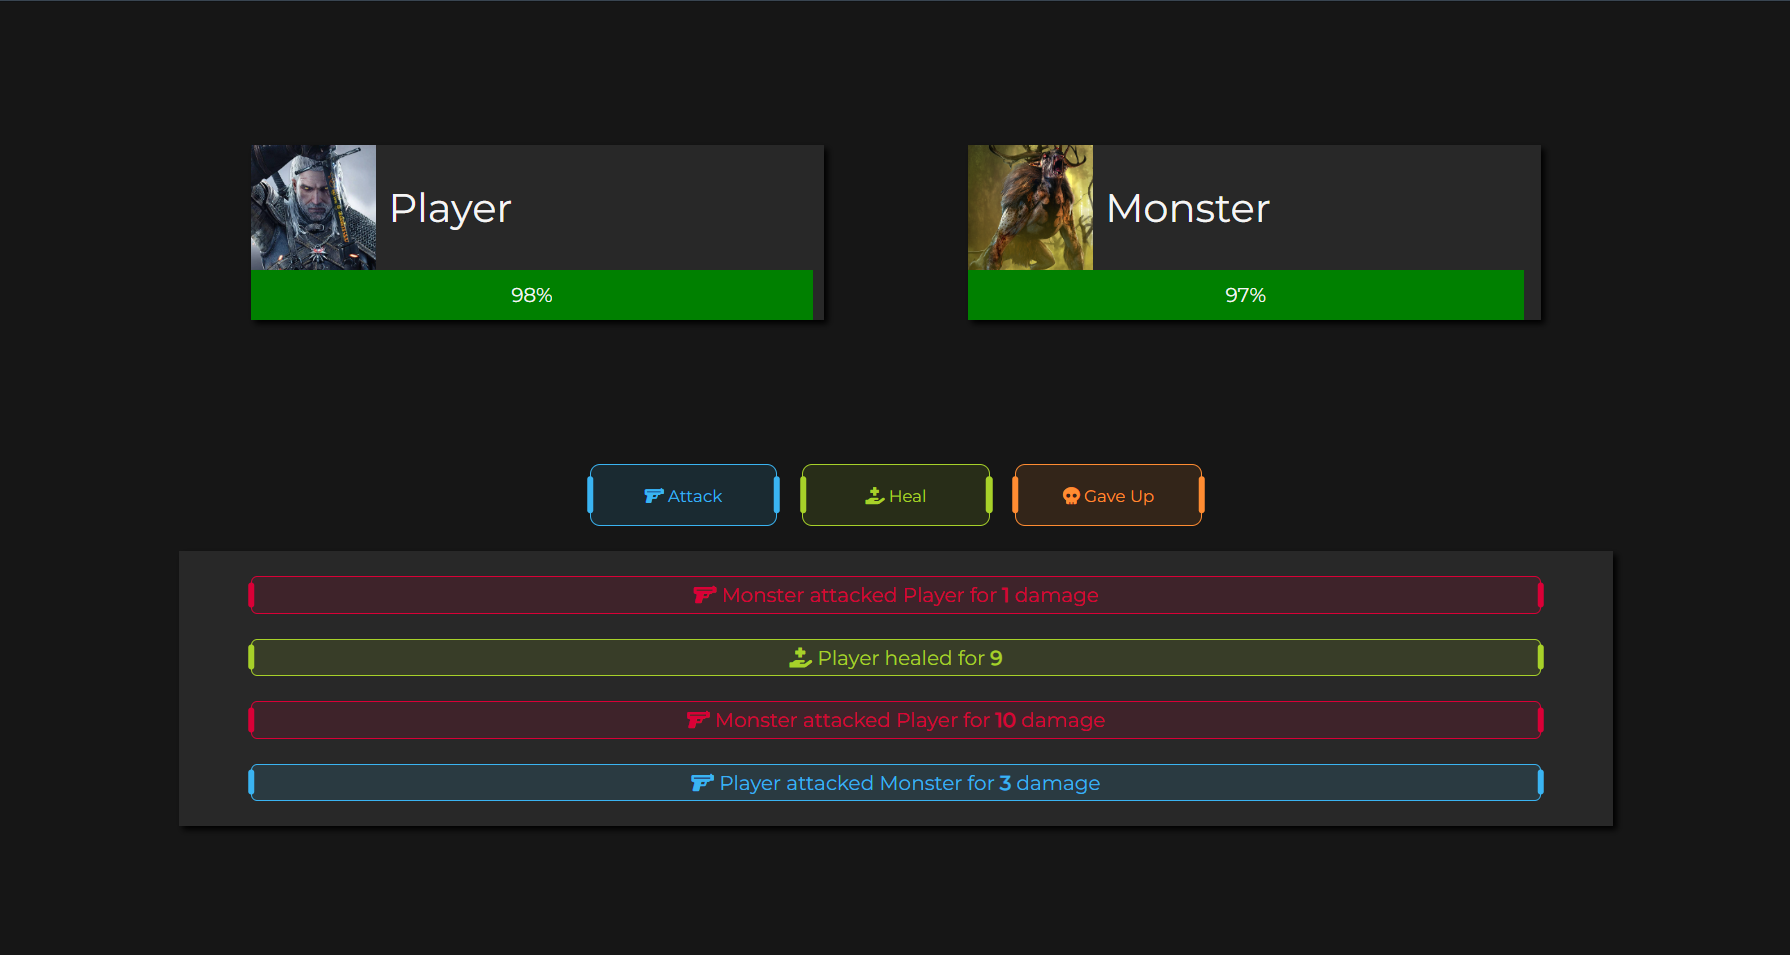 Player
98%
Monster
97%
Attack
Heal
Gave Up
Monster attacked Player for 1 damage
Player healed for 9
Monster attacked Player for 10 damage
Player attacked Monster for 3 damage